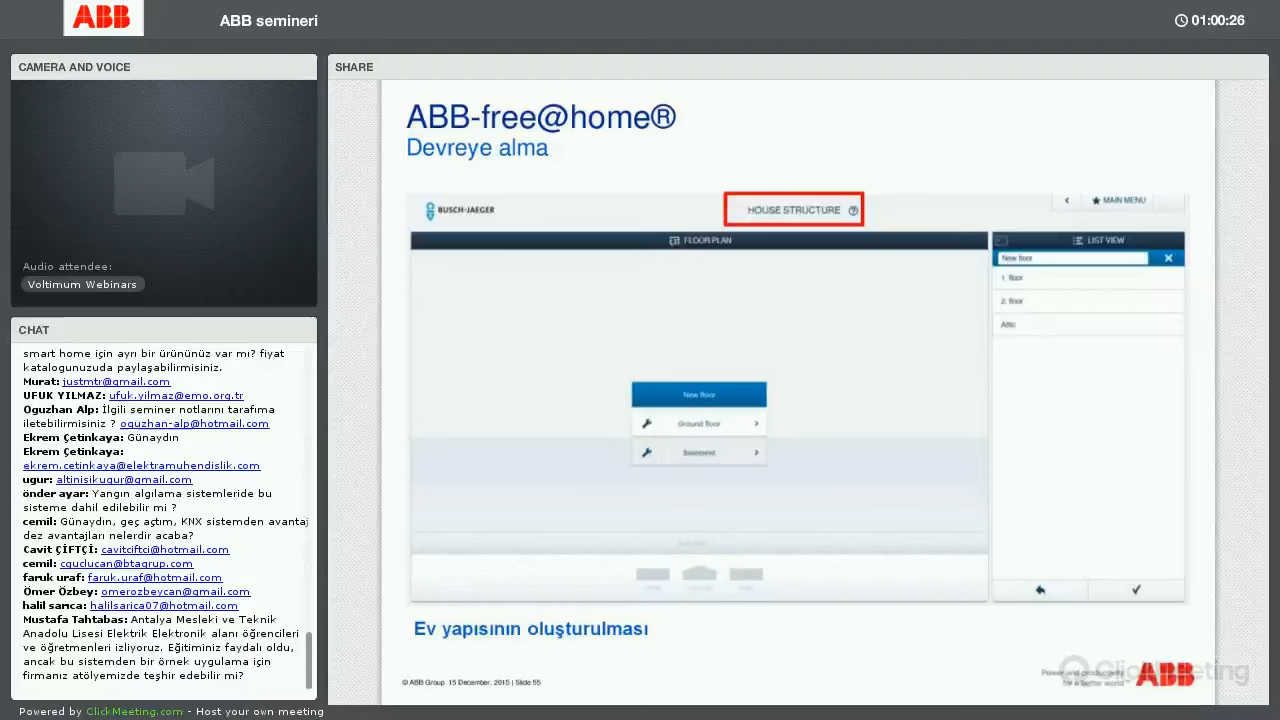 ABB
ABB semineri
01:00:26
CAMERA AND VOICE
Audio attendee:
Voltimum Webinars
CHAT
smart home için ayrı bir ürününüz var mı? fiyat
katalogunuzuda paylaşabilirmisiniz.
Murat: justmtr@gmail.com
UFUK YILMAZ: ufuk.yilmaz@emo.org.tr
Oguzhan Alp: İlgili seminer notlarını tarafıma
iletebilirmisiniz ? oguzhan-alp@hotmail.com
Ekrem Çetinkaya: Günaydın
Ekrem Çetinkaya:
ekrem.cetinkaya@elektramuhendislik.com
ugur: altinisikugur@gmail.com
önder ayar: Yangın algılama sistemleride bu
sisteme dahil edilebilir mi ?
cemil: Günaydın, geç açtım, KNX sistemden avantaj
dez avantajları nelerdir acaba?
Cavit ÇİFTÇİ: cavitciftci@hotmail.com
cemil: cguclucan@btagrup.com
faruk uraf: faruk.uraf@hotmail.com
Ömer Özbey: omerozbeycan@gmail.com
halil sarıca: halilsarica07@hotmail.com
Mustafa Tahtabas: Antalya Mesleki ve Teknik
Anadolu Lisesi Elektrik Elektronik alanı öğrencileri
ve öğretmenleri izliyoruz. Eğitiminiz faydalı oldu,
ancak bu sistemden bir örnek uygulama için
firmanız atölyemizde teşhir edebilir mi?
Powered by ClickMeeting.com - Host your own meeting
SHARE
ABB-free@home®
Devreye alma
BUSCH-JAEGER
HOUSE STRUCTURE
MAIN MENU
FLOOR PLAN
LIST VIEW
New floor
1. floor
2. floor
Attic
New floor
Ground floor
Basement
Ev yapısının oluşturulması
© ABB Group 15 December, 2015 | Slide 55
Power and productivity
for a better world
ABB
ClickMeeting